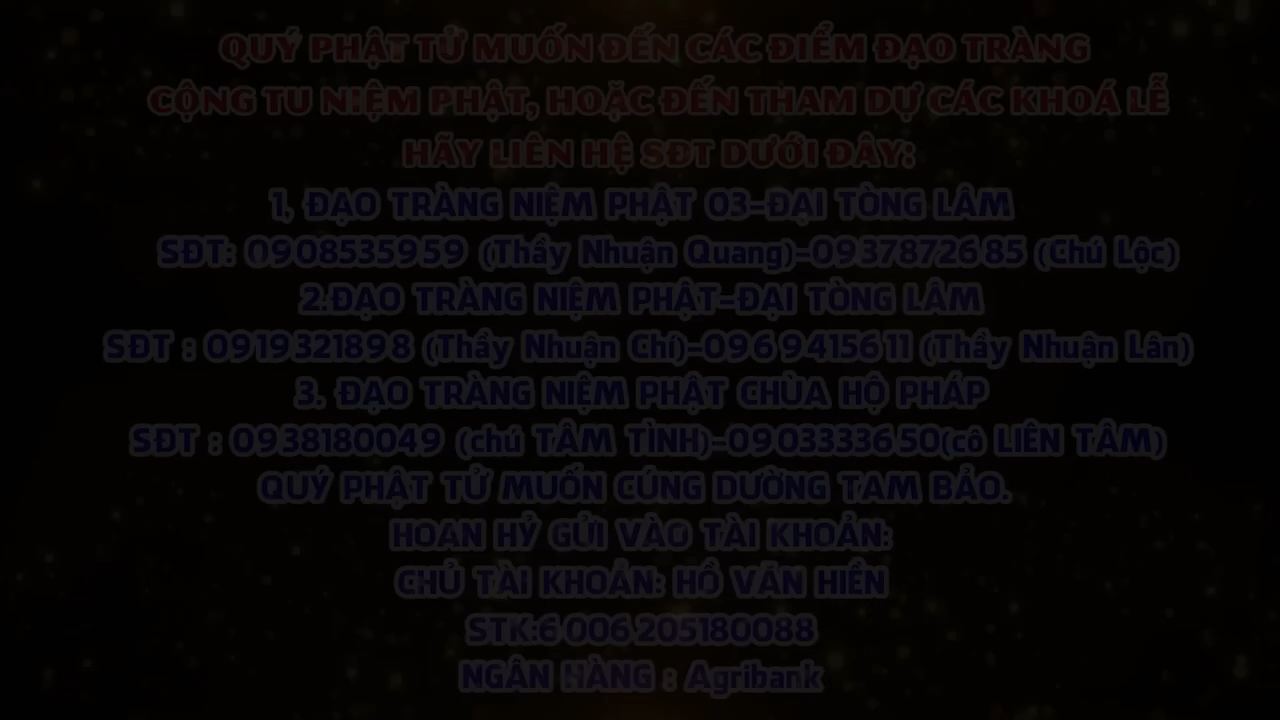 QUÝ PHẬT TỬ MUỐN ĐẾN CÁC ĐIỂM ĐẠO TRÀNG
CỘNG TU NIỆM PHẬT, HOẶC ĐẾN THAM DỰ CÁC KHOÁ LỄ
HÃY LIÊN HỆ SĐT DƯỚI ĐÂY:
1, ĐẠO TRÀNG NIỆM PHẬT 03-ĐẠI TÒNG LÂM
SĐT: 0908535959 (Thầy Nhuận Quang)-0937872685 (Chú Lộc)
2.ĐẠO TRÀNG NIỆM PHẬT-ĐẠI TÒNG LÂM
SĐT : 0919321898 (Thầy Nhuận Chí)-0969415611 (Thầy Nhuận Lân)
3. ĐẠO TRÀNG NIỆM PHẬT CHÙA HỘ PHÁP
SĐT : 0938180049 (chú TÂM TÌNH)-0903333650(cô LIÊN TÂM)
QUÝ PHẬT TỬ MUỐN CÚNG DƯỜNG TAM BẢO.
HOAN HỶ GỬI VÀO TÀI KHOẢN:
CHỦ TÀI KHOẢN: HỒ VĂN HIỀN
STK:6006205180088
NGÂN HÀNG : Agribank